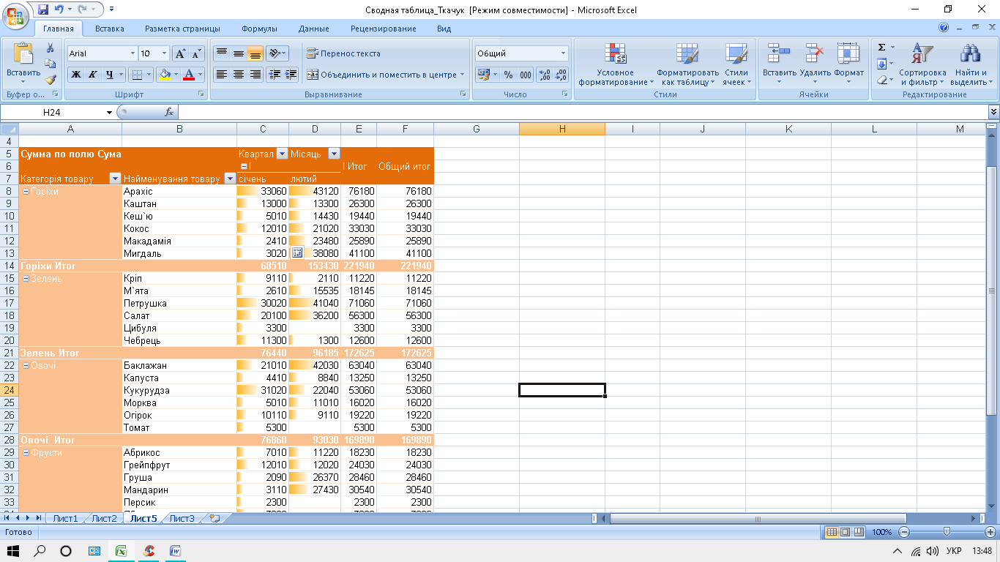 Сводная таблица_Ткачук [Режим совместимости] - Microsoft Excel
Главная Вставка Разметка страницы Формулы Данные Рецензирование Вид
Вставить
Буфер о...
Arial 10
Ж К Ч А
Шрифт
Перенос текста
Объединить и поместить в центре
Выравнивание
Общий
% 000
Число
Условное форматирование
Форматировать как таблицу
Стили ячеек
Стили
Вставить Удалить Формат
Ячейки
Σ
Сортировка и фильтр
Найти и выделить
Редактирование
H24 fx
A B C D E F G H I J K L M
4
5 Сумма по полю Сума Квартал Місяць
6 I I Итог Общий итог
7 Категорія товару Найменування товару січень лютий
8 Горіхи Арахіс 33060 43120 76180 76180
9 Каштан 13000 13300 26300 26300
10 Кеш`ю 5010 14430 19440 19440
11 Кокос 12010 21020 33030 33030
12 Макадамія 2410 23480 25890 25890
13 Мигдаль 3020 38080 41100 41100
14 Горіхи Итог 68510 153430 221940 221940
15 Зелень Кріп 9110 2110 11220 11220
16 М`ята 2610 15535 18145 18145
17 Петрушка 30020 41040 71060 71060
18 Салат 20100 36200 56300 56300
19 Цибуля 3300 3300 3300
20 Чебрець 11300 1300 12600 12600
21 Зелень Итог 76440 96185 172625 172625
22 Овочі Баклажан 21010 42030 63040 63040
23 Капуста 4410 8840 13250 13250
24 Кукурудза 31020 22040 53060 53060
25 Морква 5010 11010 16020 16020
26 Огірок 10110 9110 19220 19220
27 Томат 5300 5300 5300
28 Овочі Итог 76860 93030 169890 169890
29 Фрукти Абрикос 7010 11220 18230 18230
30 Грейпфрут 12010 12020 24030 24030
31 Груша 2090 26370 28460 28460
32 Мандарин 3110 27430 30540 30540
33 Персик 2300 2300 2300
Лист1 Лист2 Лист5 Лист3
Готово 100%
УКР 13:48